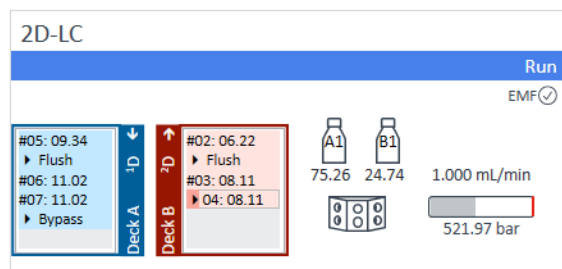 2D-LC
Run
EMF
#05: 09.34
Flush
#06: 11.02
#07: 11.02
Bypass
¹D
Deck A
²D
Deck B
#02: 06.22
Flush
#03: 08.11
04: 08.11
A1
B1
75.26
24.74
1.000 mL/min
521.97 bar